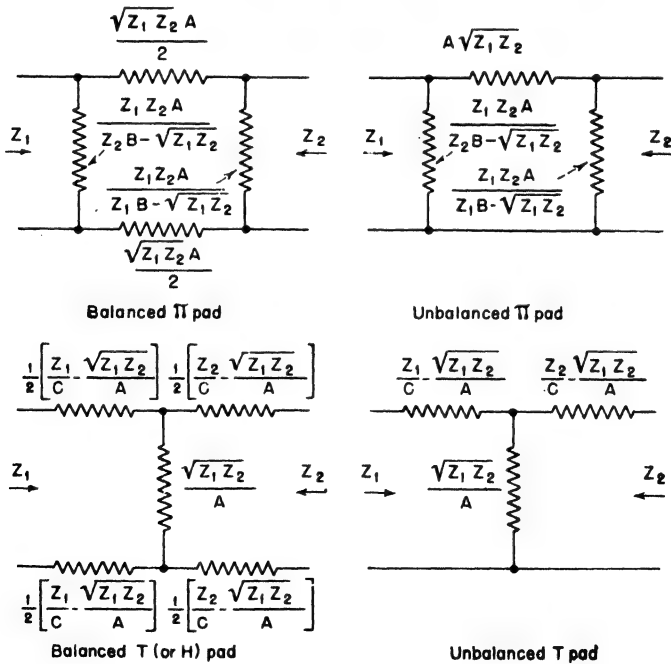 √Z₁ Z₂ A / 2
A √Z₁ Z₂
Z₁ Z₂ A / Z₂ B - √Z₁ Z₂
Z₁ Z₂ A / Z₂ B - √Z₁ Z₂
Z₁
Z₂
Z₁
Z₂
Z₁ Z₂ A / Z₁ B - √Z₁ Z₂
Z₁ Z₂ A / Z₁ B - √Z₁ Z₂
√Z₁ Z₂ A / 2
Balanced π pad
Unbalanced π pad
1/2 [Z₁/C - √Z₁ Z₂/A] 1/2 [Z₂/C - √Z₁ Z₂/A]
Z₁/C - √Z₁ Z₂/A Z₂/C - √Z₁ Z₂/A
Z₁
√Z₁ Z₂ / A
Z₂
Z₁
√Z₁ Z₂ / A
Z₂
1/2 [Z₁/C - √Z₁ Z₂/A] 1/2 [Z₂/C - √Z₁ Z₂/A]
Balanced T (or H) pad
Unbalanced T pad